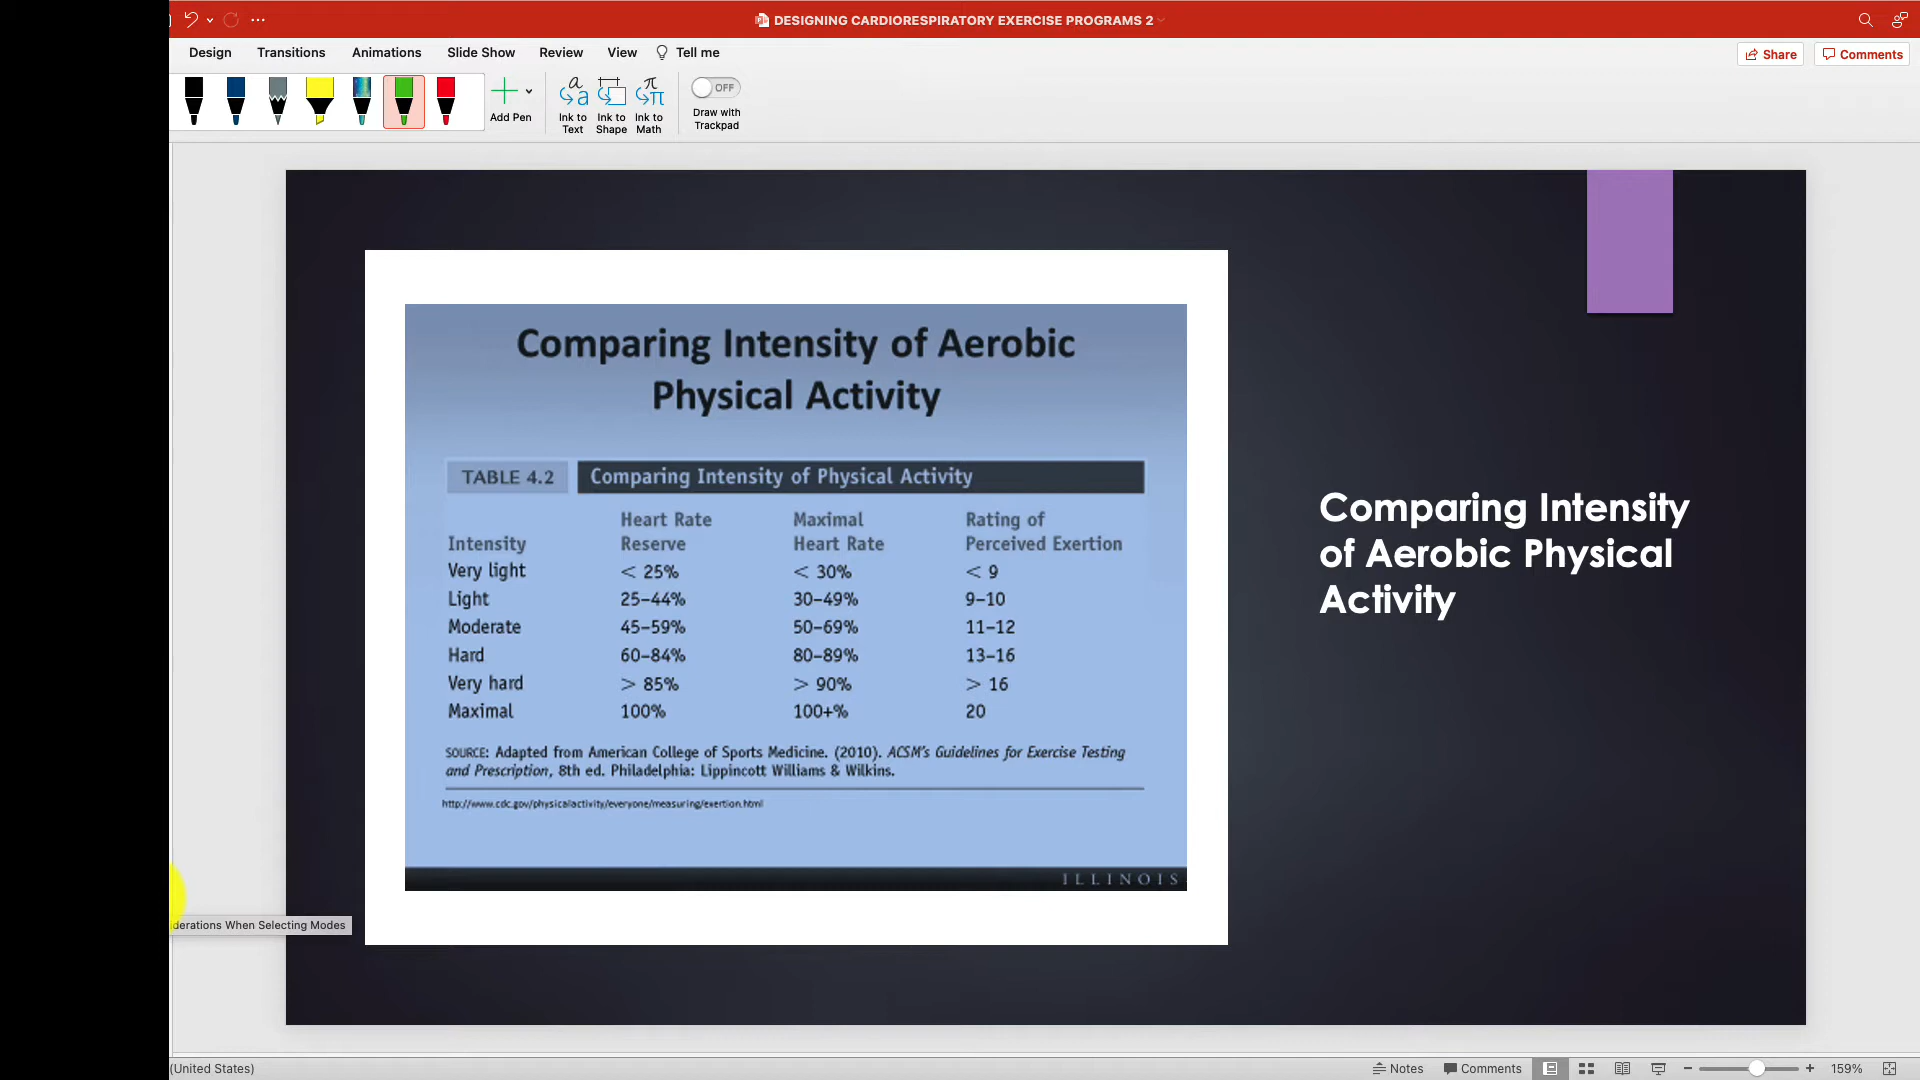 DESIGNING CARDIORESPIRATORY EXERCISE PROGRAMS 2
Design Transitions Animations Slide Show Review View Tell me
Share Comments
Add Pen
Ink to Text
Ink to Shape
Ink to Math
OFF
Draw with Trackpad
Comparing Intensity of Aerobic
Physical Activity
TABLE 4.2 Comparing Intensity of Physical Activity
Intensity Heart Rate Reserve Maximal Heart Rate Rating of Perceived Exertion
Very light < 25% < 30% < 9
Light 25–44% 30–49% 9–10
Moderate 45–59% 50–69% 11–12
Hard 60–84% 80–89% 13–16
Very hard > 85% > 90% > 16
Maximal 100% 100+% 20
SOURCE: Adapted from American College of Sports Medicine. (2010). ACSM's Guidelines for Exercise Testing
and Prescription, 8th ed. Philadelphia: Lippincott Williams & Wilkins.
http://www.cdc.gov/physicalactivity/everyone/measuring/exertion.html
ILLINOIS
Comparing Intensity
of Aerobic Physical
Activity
When Selecting Modes
(United States)
Notes Comments 159%